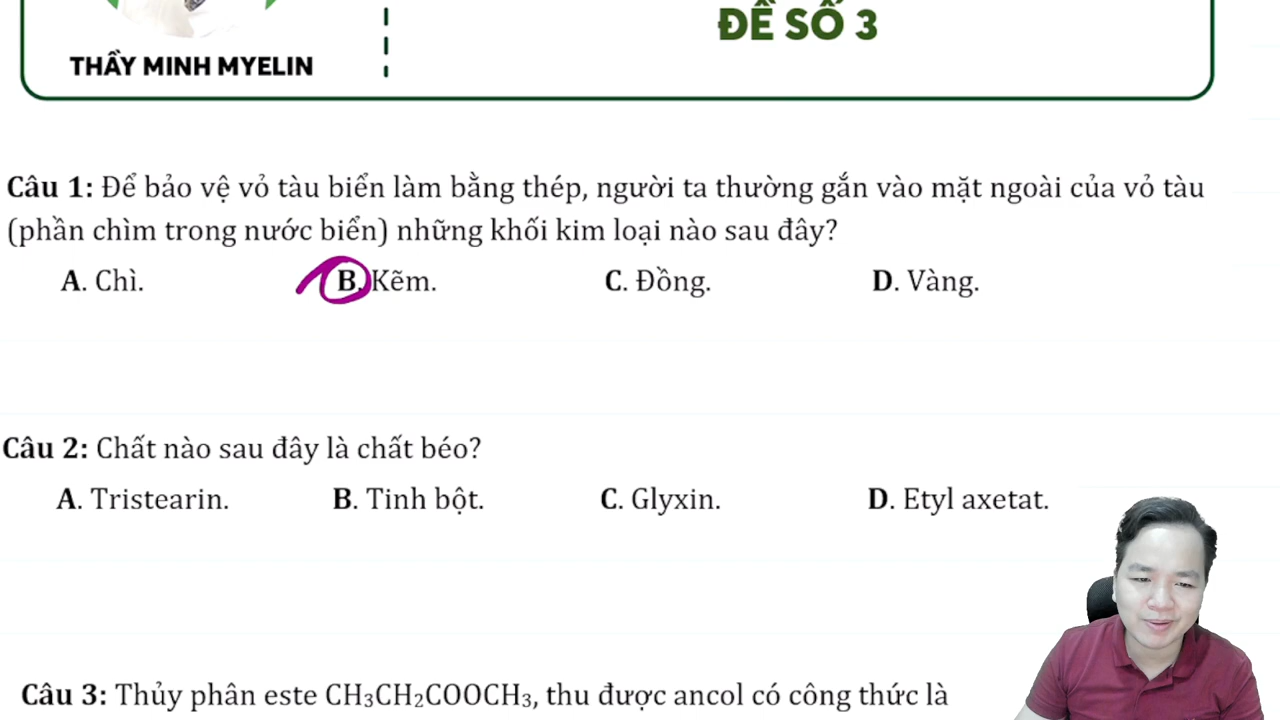 ĐỀ SỐ 3
THẦY MINH MYELIN
Câu 1: Để bảo vệ vỏ tàu biển làm bằng thép, người ta thường gắn vào mặt ngoài của vỏ tàu
(phần chìm trong nước biển) những khối kim loại nào sau đây?
A. Chì. B. Kẽm. C. Đồng. D. Vàng.
Câu 2: Chất nào sau đây là chất béo?
A. Tristearin. B. Tinh bột. C. Glyxin. D. Etyl axetat.
Câu 3: Thủy phân este CH₃CH₂COOCH₃, thu được ancol có công thức là